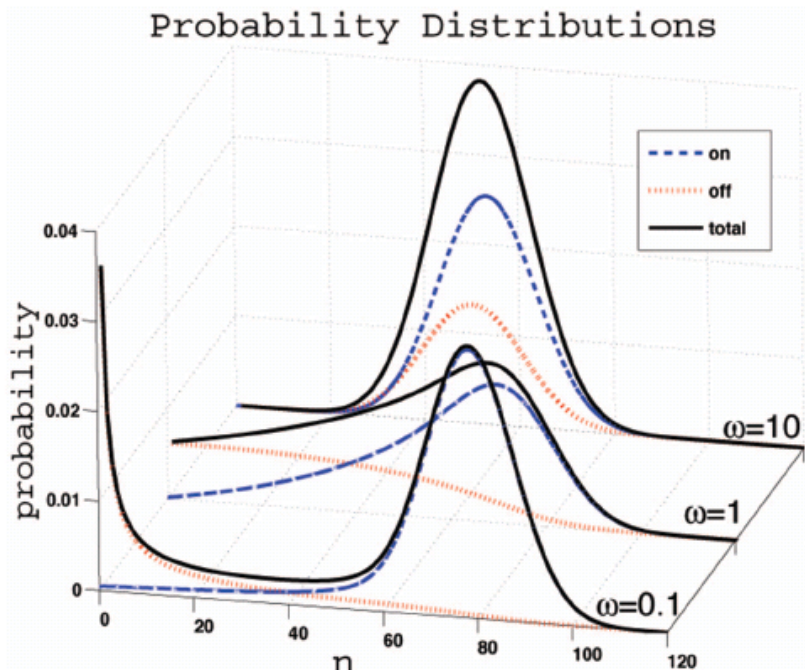 Probability Distributions
on
off
total
0.04
0.03
0.02
0.01
0
probability
ω=10
ω=1
ω=0.1
0 20 40 60 80 100 120
n